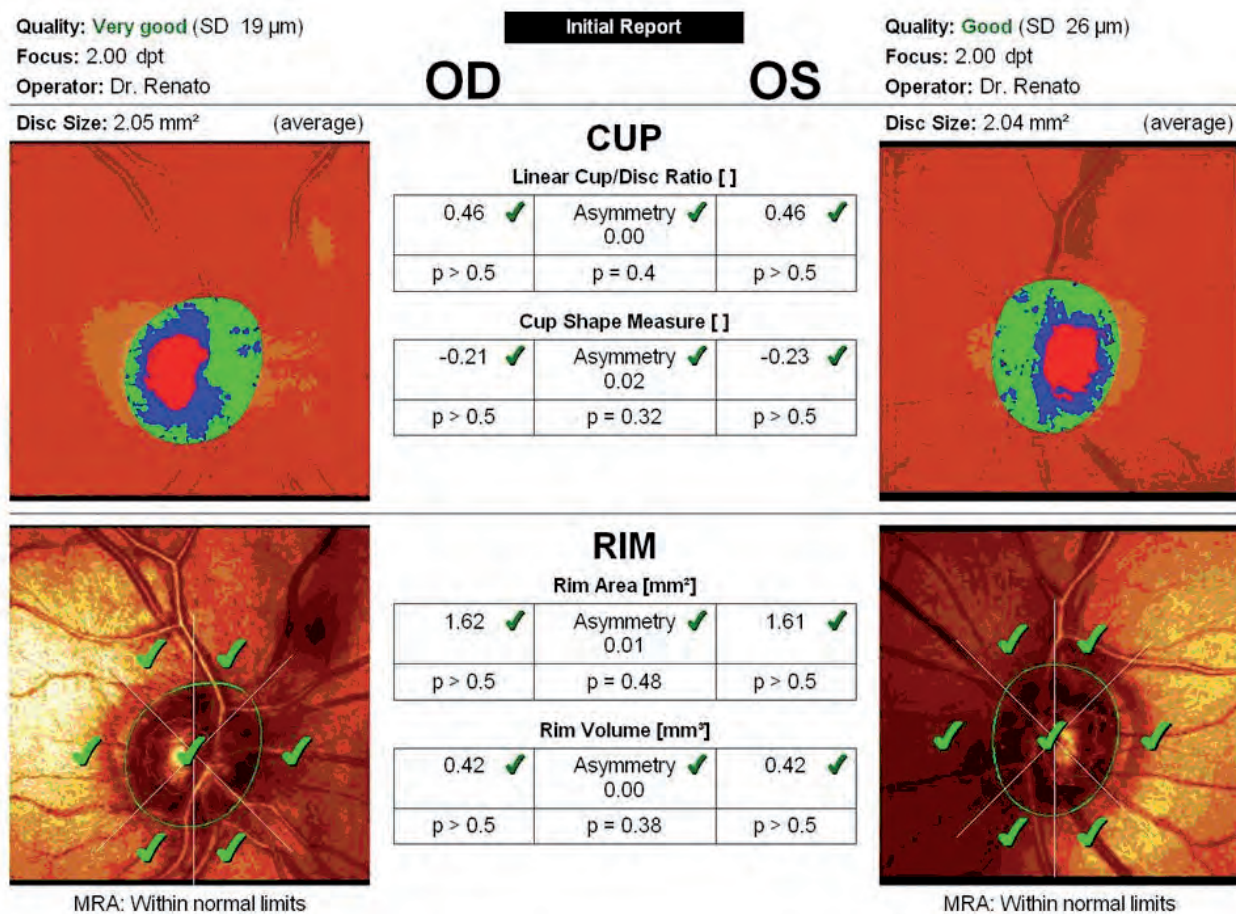 Quality: Very good (SD 19 µm)
Focus: 2.00 dpt
Operator: Dr. Renato
Initial Report
OD OS
Quality: Good (SD 26 µm)
Focus: 2.00 dpt
Operator: Dr. Renato
Disc Size: 2.05 mm² (average)
Disc Size: 2.04 mm² (average)
CUP
Linear Cup/Disc Ratio [ ]
0.46 Asymmetry 0.46
0.00
p > 0.5 p = 0.4 p > 0.5
Cup Shape Measure [ ]
-0.21 Asymmetry -0.23
0.02
p > 0.5 p = 0.32 p > 0.5
RIM
Rim Area [mm²]
1.62 Asymmetry 1.61
0.01
p > 0.5 p = 0.48 p > 0.5
Rim Volume [mm³]
0.42 Asymmetry 0.42
0.00
p > 0.5 p = 0.38 p > 0.5
MRA: Within normal limits
MRA: Within normal limits